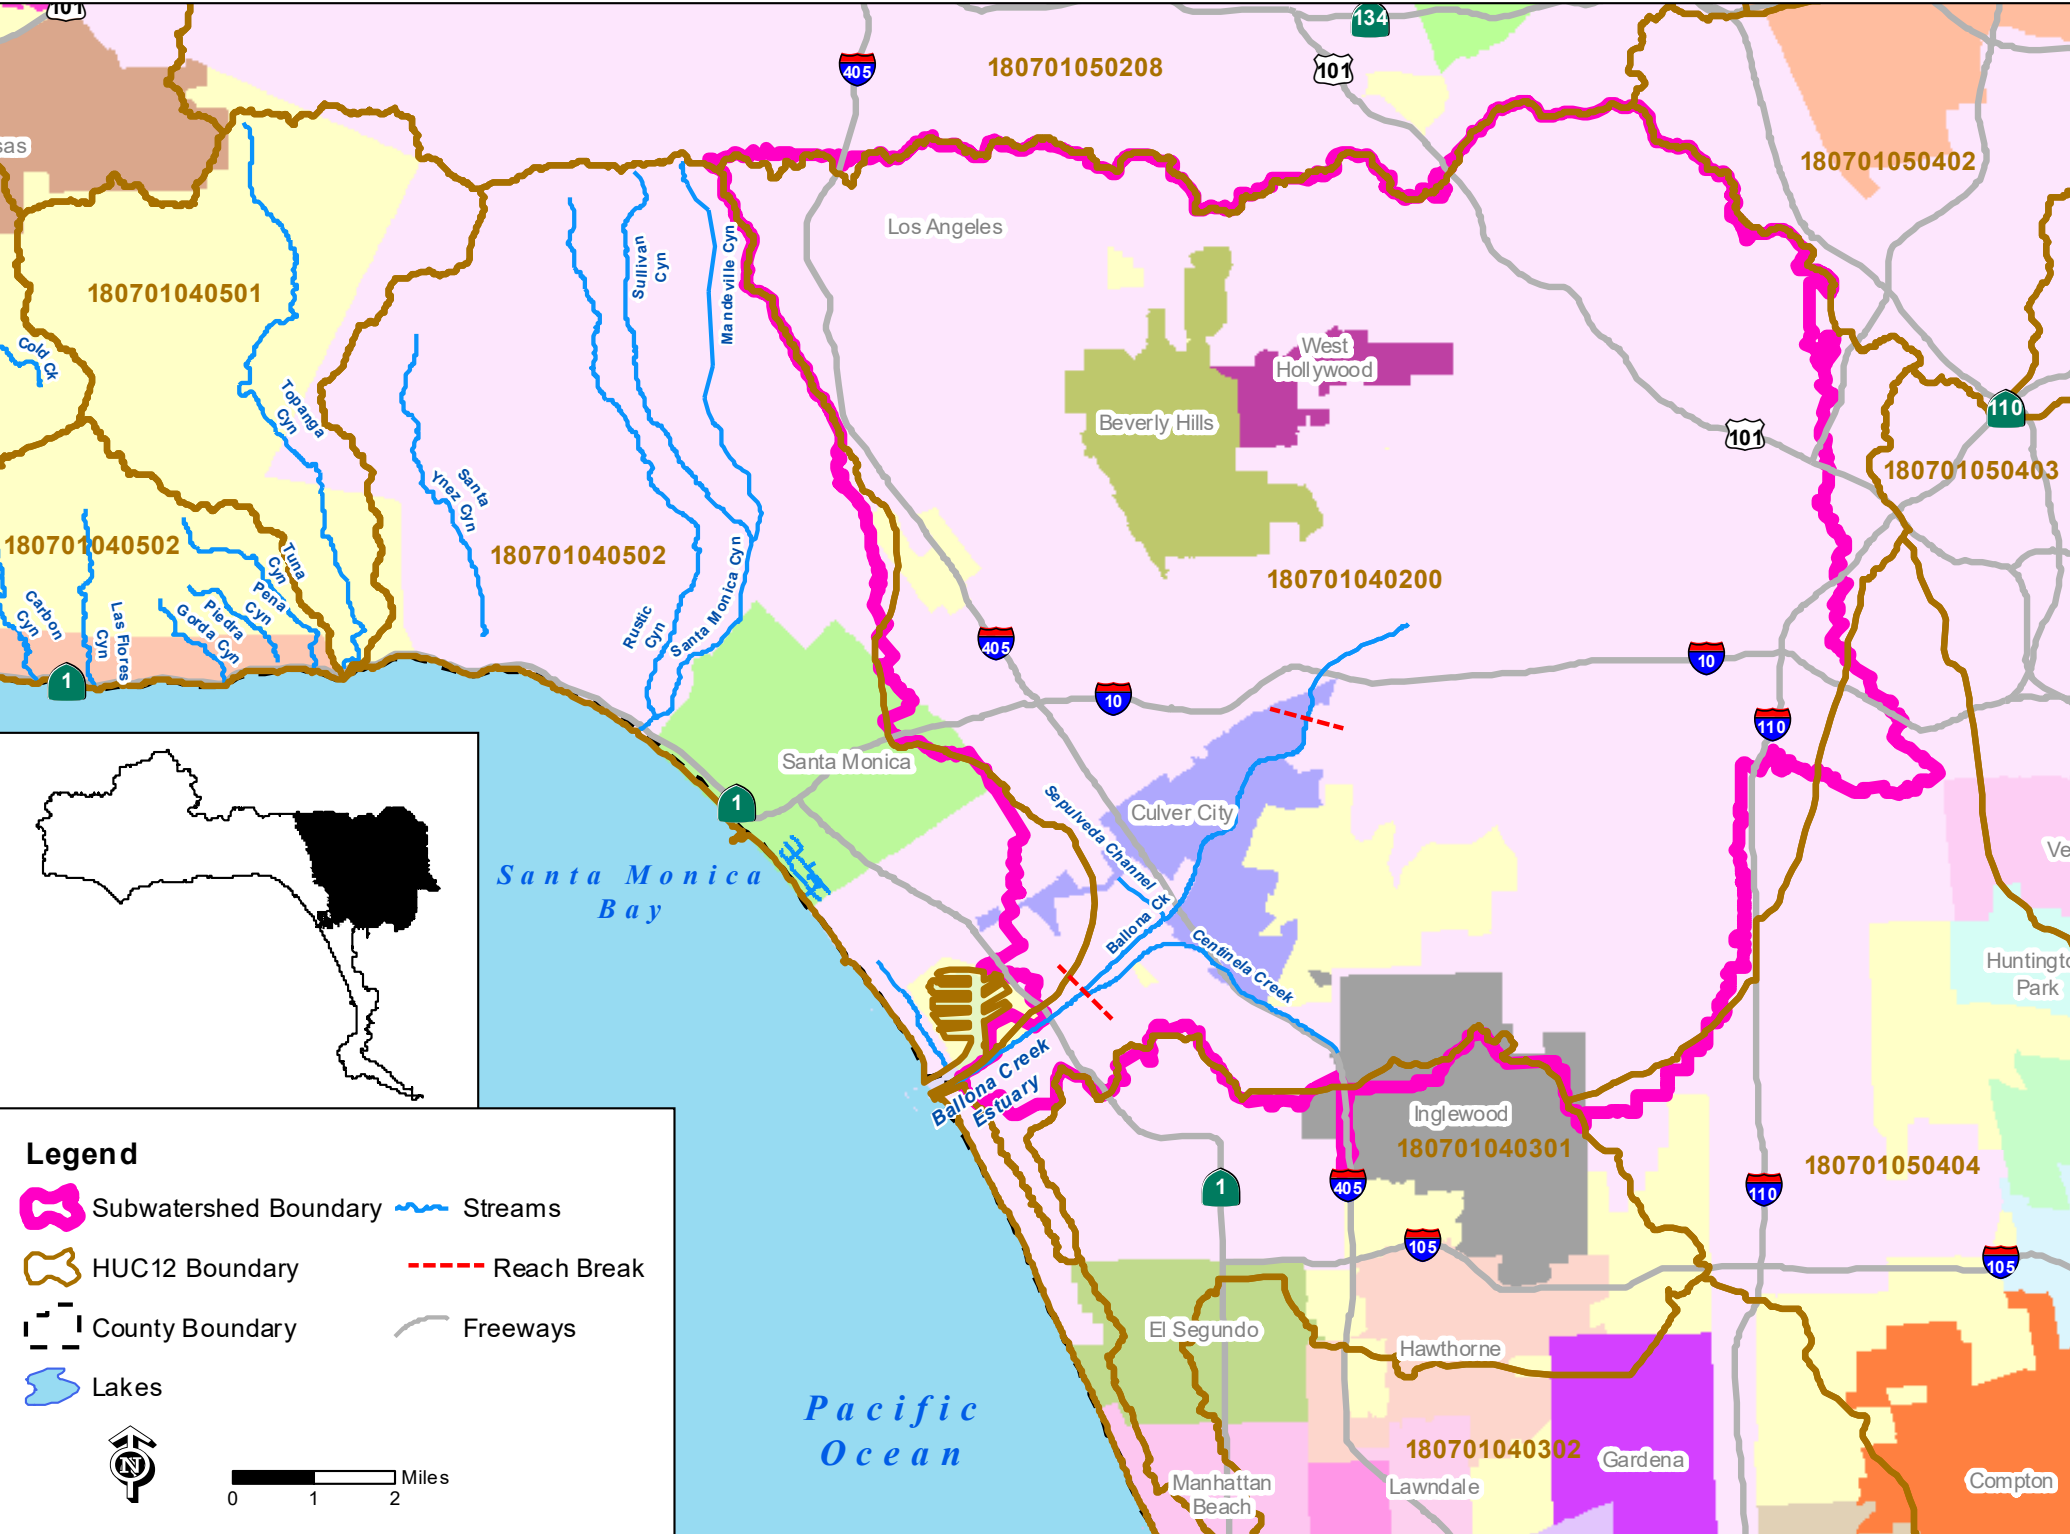 101
134
405
101
180701050208
sas
180701050402
Los Angeles
180701040501
Sullivan
Cyn
Mandeville Cyn
Cold Ck
Topanga
Cyn
West
Hollywood
Beverly Hills
110
101
180701050403
Santa
Ynez Cyn
180701040502
180701040502
180701040200
Tuna
Cyn
Pena
Cyn
Piedra
Gorda Cyn
Carbon
Cyn
Las Flores
Cyn
Rustic
Cyn
Santa Monica Cyn
405
10
10
1
110
Santa Monica
1
Culver City
Sepulveda Channel
Ballona Ck
Centinela Creek
Santa Monica
Bay
Ve
Huntingto
Park
Ballona Creek
Estuary
Inglewood
180701040301
180701050404
1
405
110
105
105
El Segundo
Hawthorne
180701040302
Gardena
Lawndale
Manhattan
Beach
Compton
Pacific
Ocean
Legend
Subwatershed Boundary
Streams
HUC12 Boundary
Reach Break
County Boundary
Freeways
Lakes
N
Miles
0 1 2